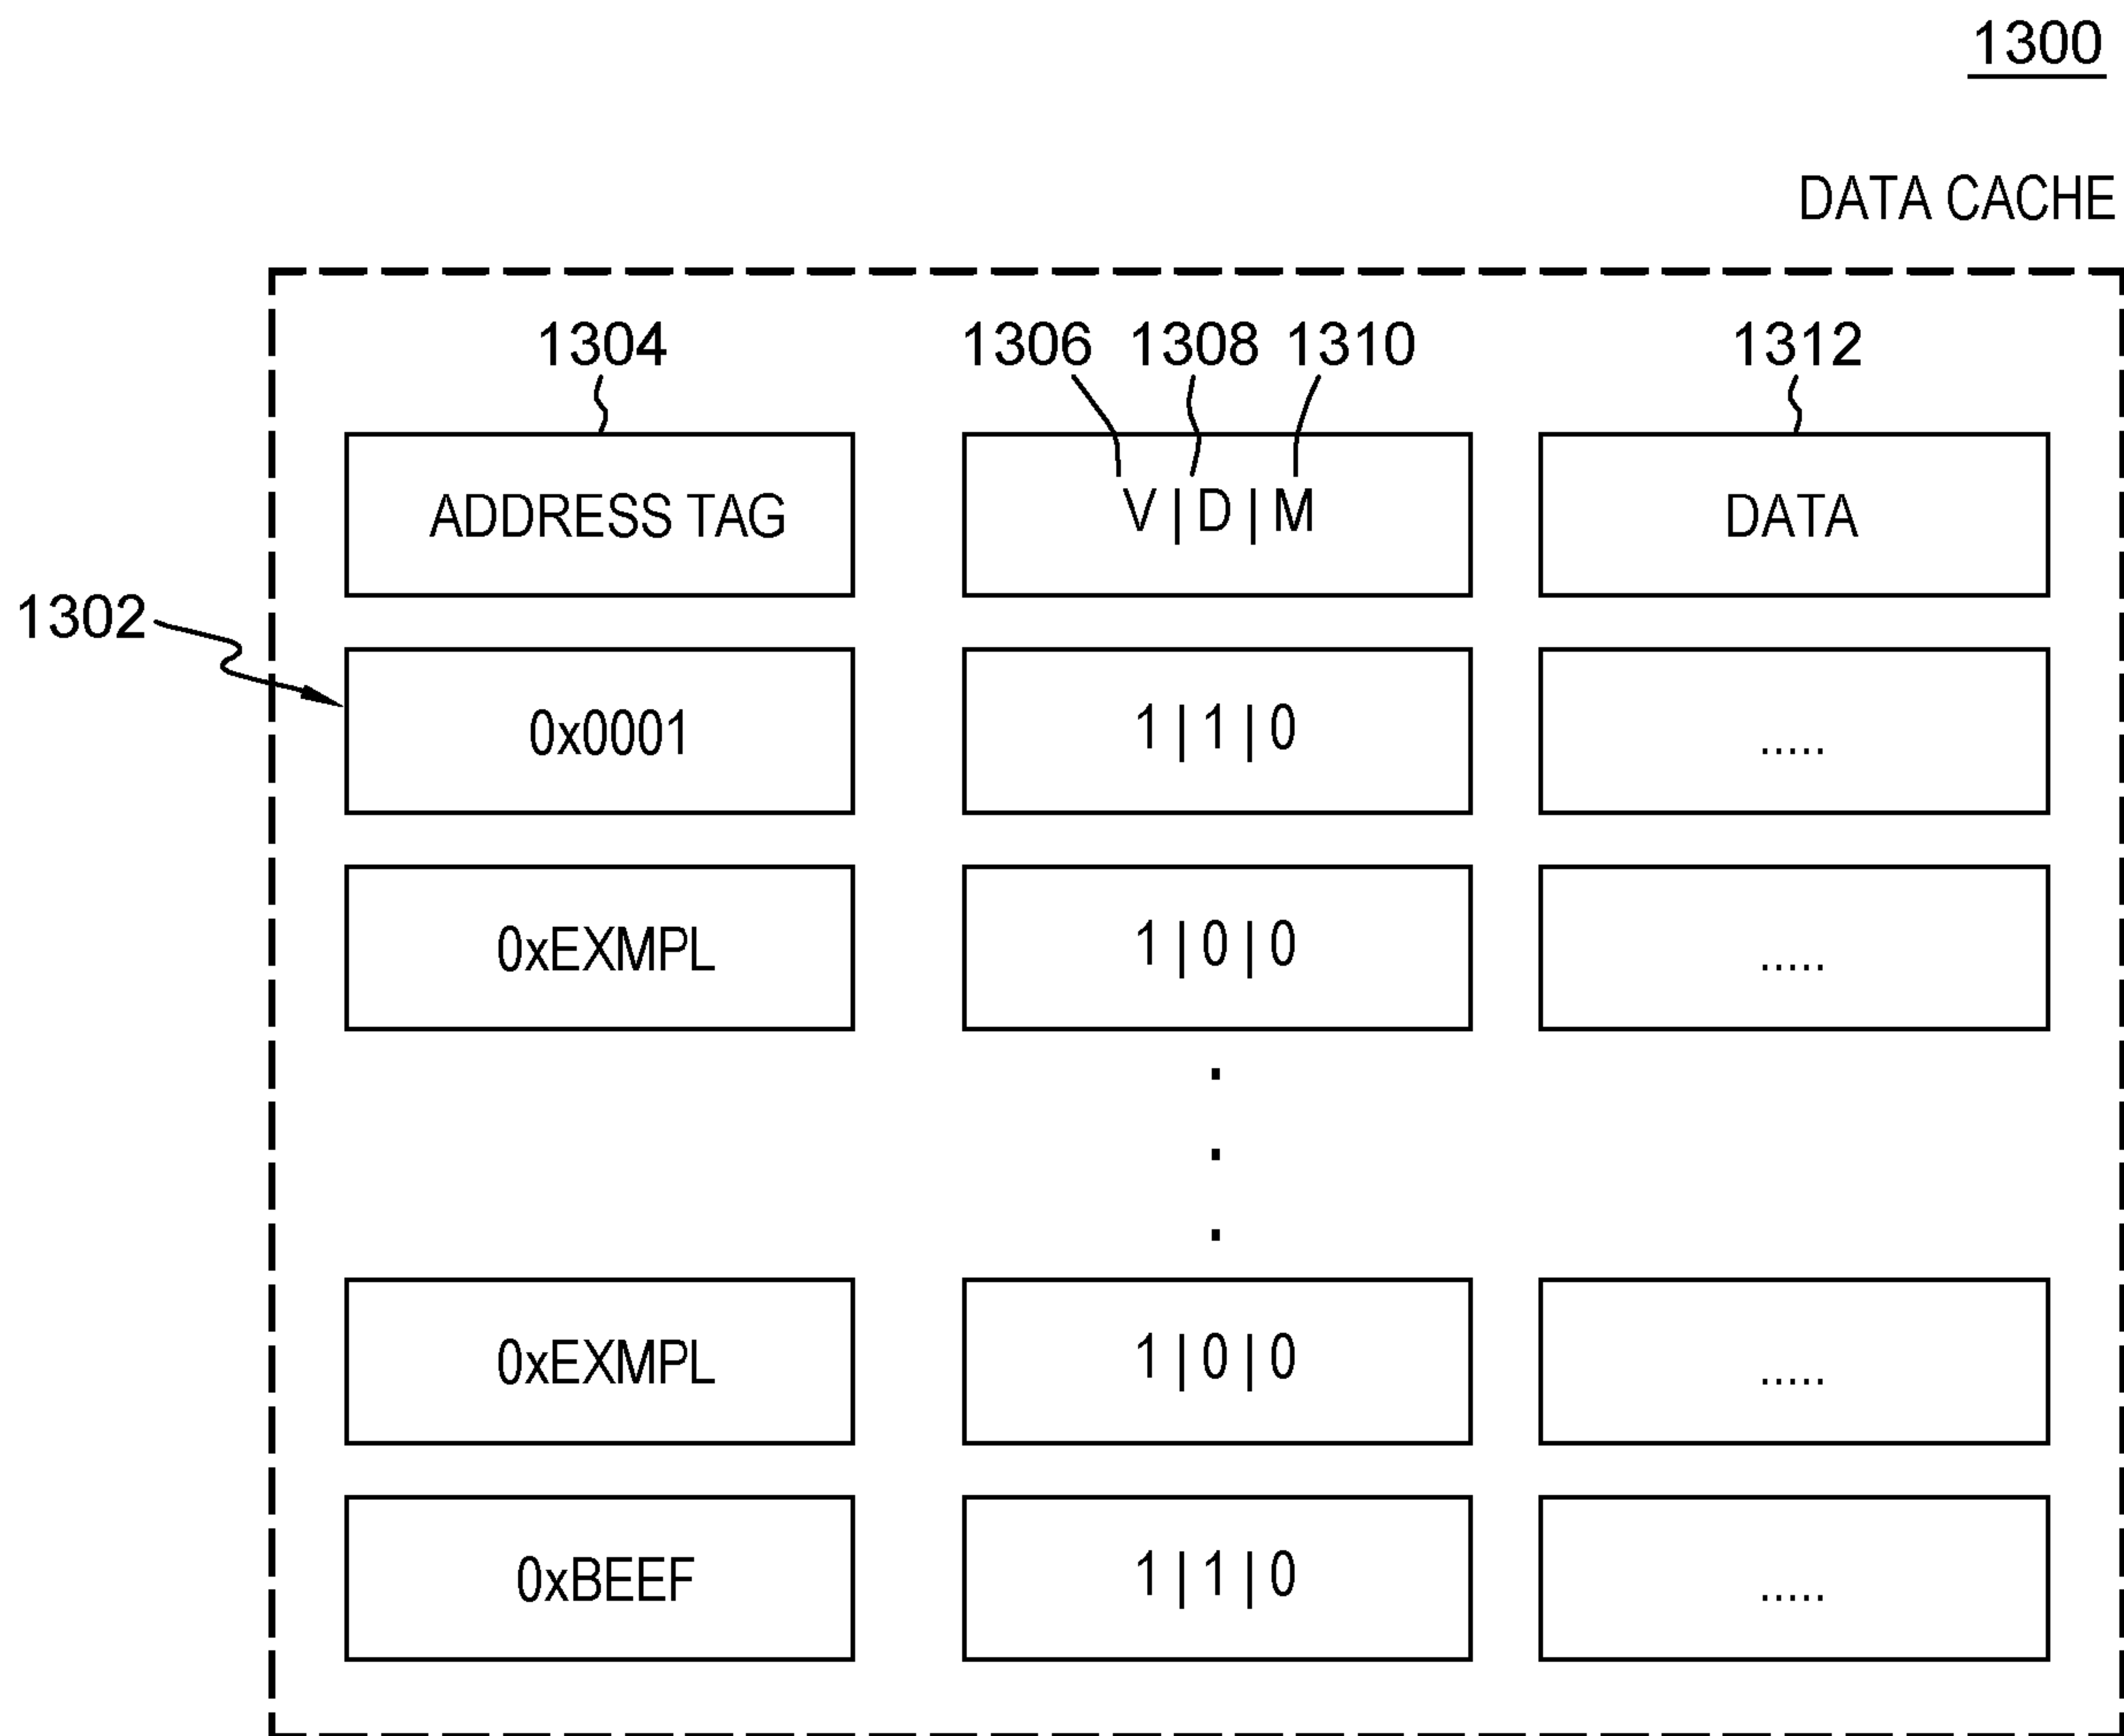 1300
DATA CACHE
1304 1306 1308 1310 1312
ADDRESS TAG V | D | M DATA
1302
0x0001 1 | 1 | 0 .....
0xEXMPL 1 | 0 | 0 .....
.
.
.
0xEXMPL 1 | 0 | 0 .....
0xBEEF 1 | 1 | 0 .....